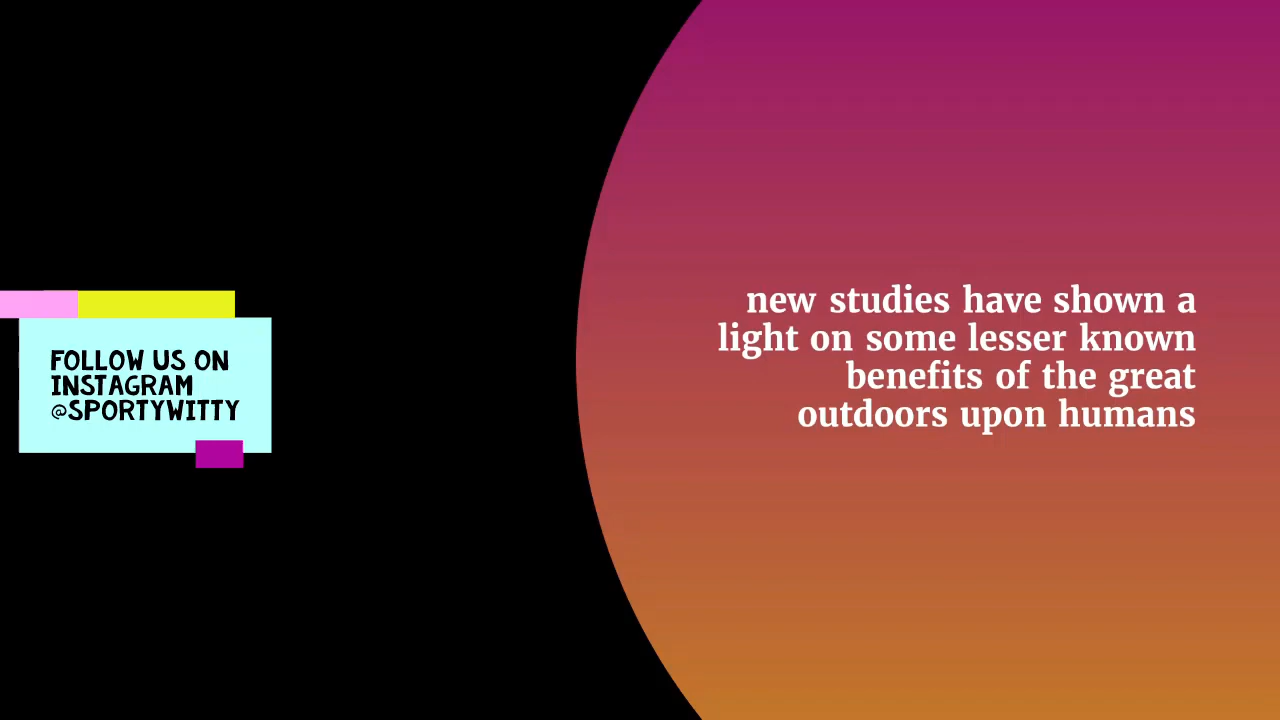 FOLLOW US ON
INSTAGRAM
@SPORTYWITTY
new studies have shown a
light on some lesser known
benefits of the great
outdoors upon humans